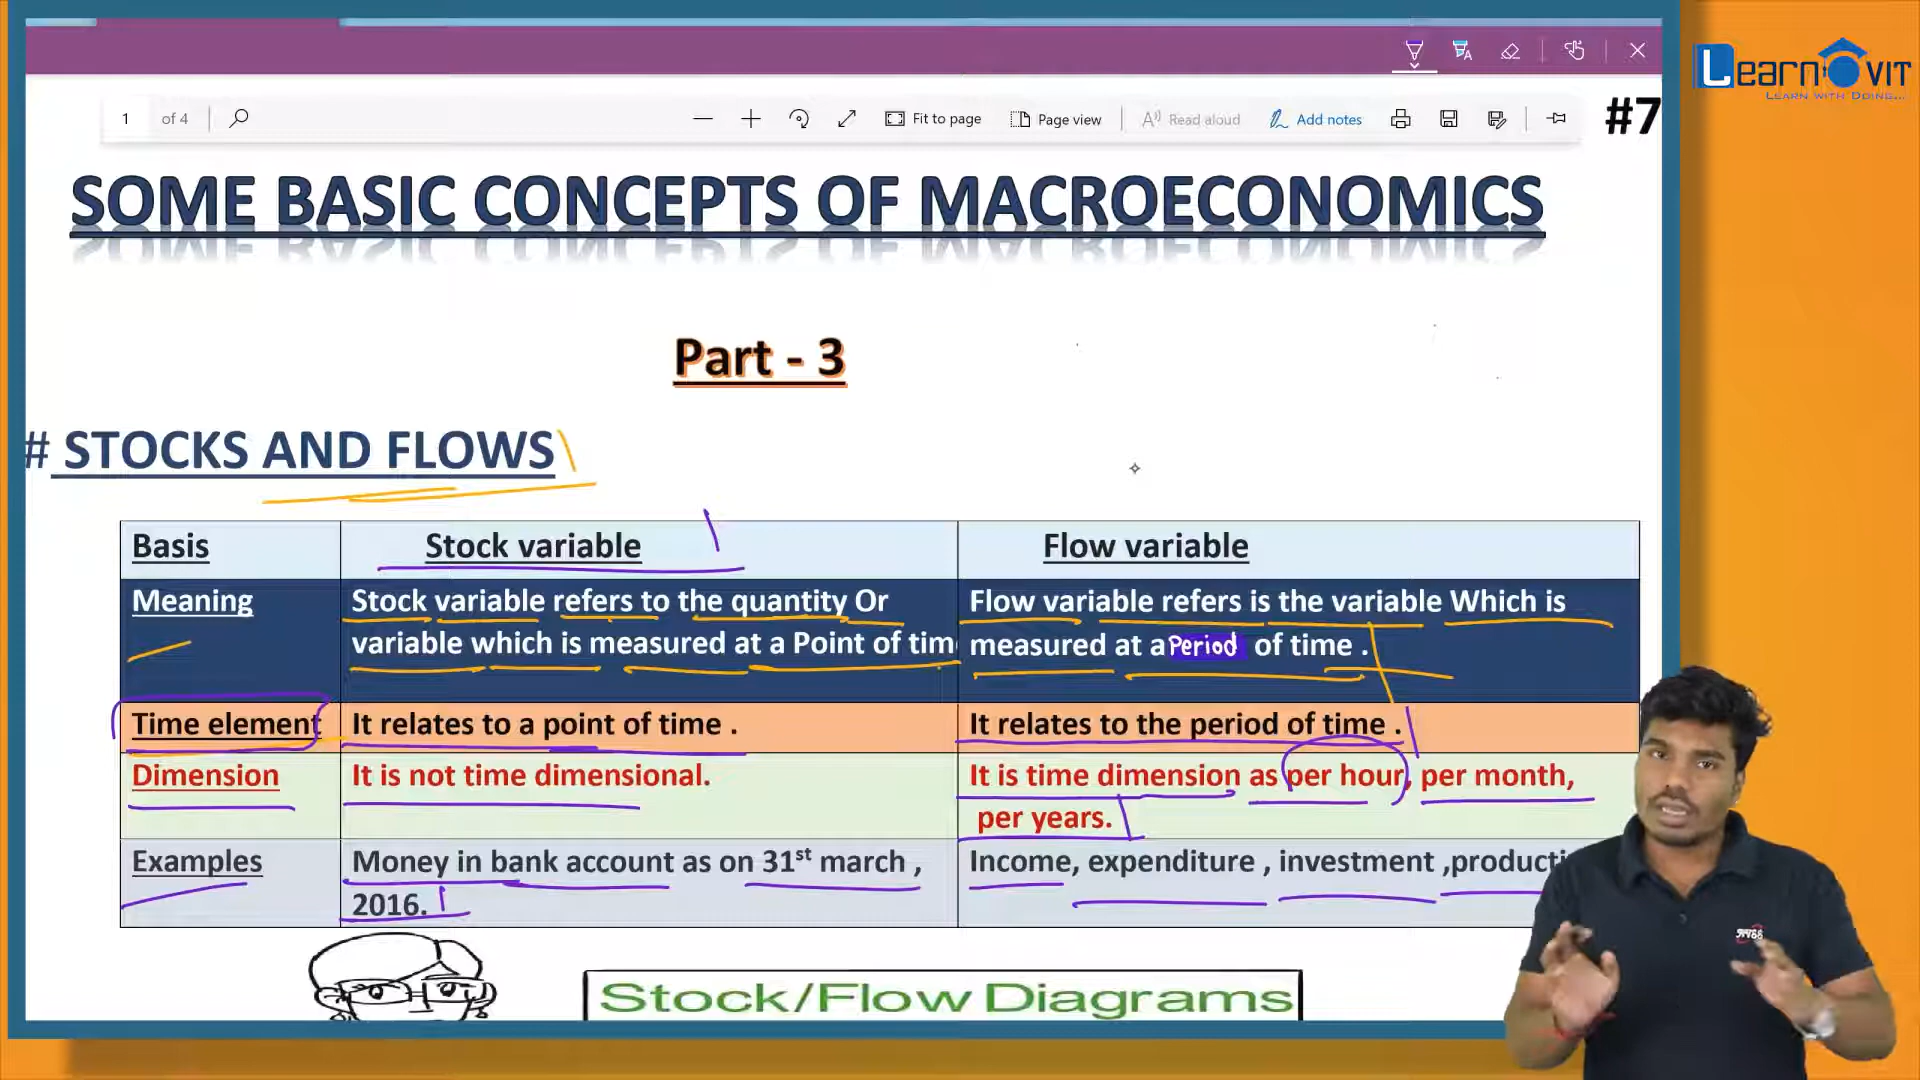 LearnOVIT
LEARN WITH DOING...
1 of 4
Fit to page
Page view
Read aloud
Add notes
#7
SOME BASIC CONCEPTS OF MACROECONOMICS
Part - 3
# STOCKS AND FLOWS
Basis
Stock variable
Flow variable
Meaning
Stock variable refers to the quantity Or
variable which is measured at a Point of tim
Flow variable refers is the variable Which is
measured at a Period of time .
Time element
It relates to a point of time .
It relates to the period of time .
Dimension
It is not time dimensional.
It is time dimension as per hour, per month,
per years.
Examples
Money in bank account as on 31st march ,
2016.
Income, expenditure , investment ,producti
Stock/Flow Diagrams